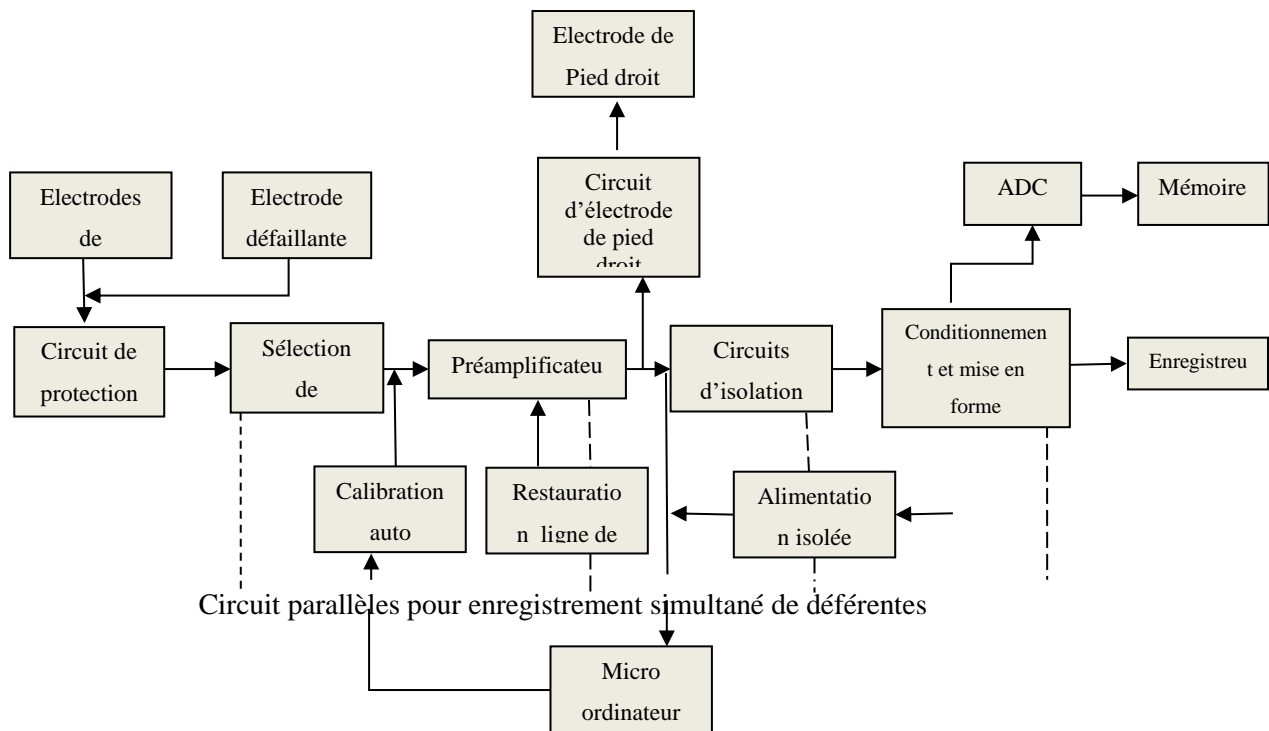 Electrode de
Pied droit
Circuit
d’électrode
de pied
droit
ADC
Mémoire
Electrodes
de
Electrode
défaillante
Circuit de
protection
Sélection
de
Préamplificateu
Circuits
d’isolation
Conditionnemen
t et mise en
forme
Enregistreu
Calibration
auto
Restauratio
n ligne de
Alimentatio
n isolée
Circuit parallèles pour enregistrement simultané de déférentes
Micro
ordinateur